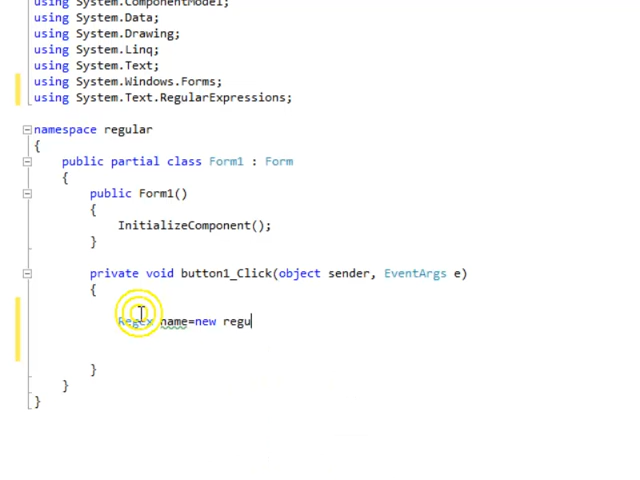 using System.ComponentModel;
using System.Data;
using System.Drawing;
using System.Linq;
using System.Text;
using System.Windows.Forms;
using System.Text.RegularExpressions;
namespace regular
{
public partial class Form1 : Form
{
public Form1()
{
InitializeComponent();
}
private void button1_Click(object sender, EventArgs e)
{
Regex name=new regu
}
}
}